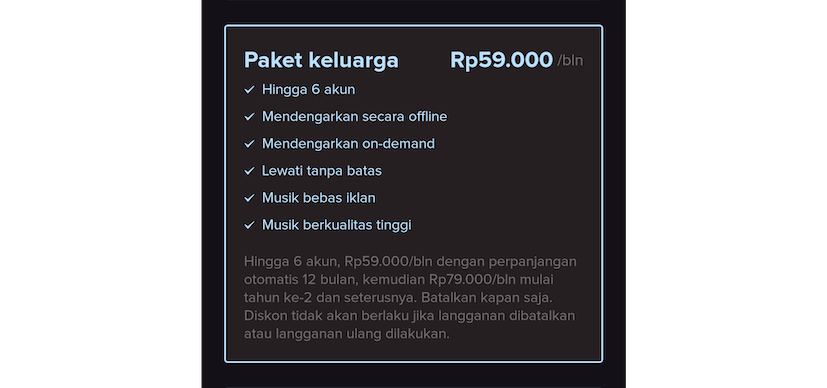 Paket keluarga Rp59.000 /bln
Hingga 6 akun
Mendengarkan secara offline
Mendengarkan on-demand
Lewati tanpa batas
Musik bebas iklan
Musik berkualitas tinggi
Hingga 6 akun, Rp59.000/bln dengan perpanjangan
otomatis 12 bulan, kemudian Rp79.000/bln mulai
tahun ke-2 dan seterusnya. Batalkan kapan saja.
Diskon tidak akan berlaku jika langganan dibatalkan
atau langganan ulang dilakukan.